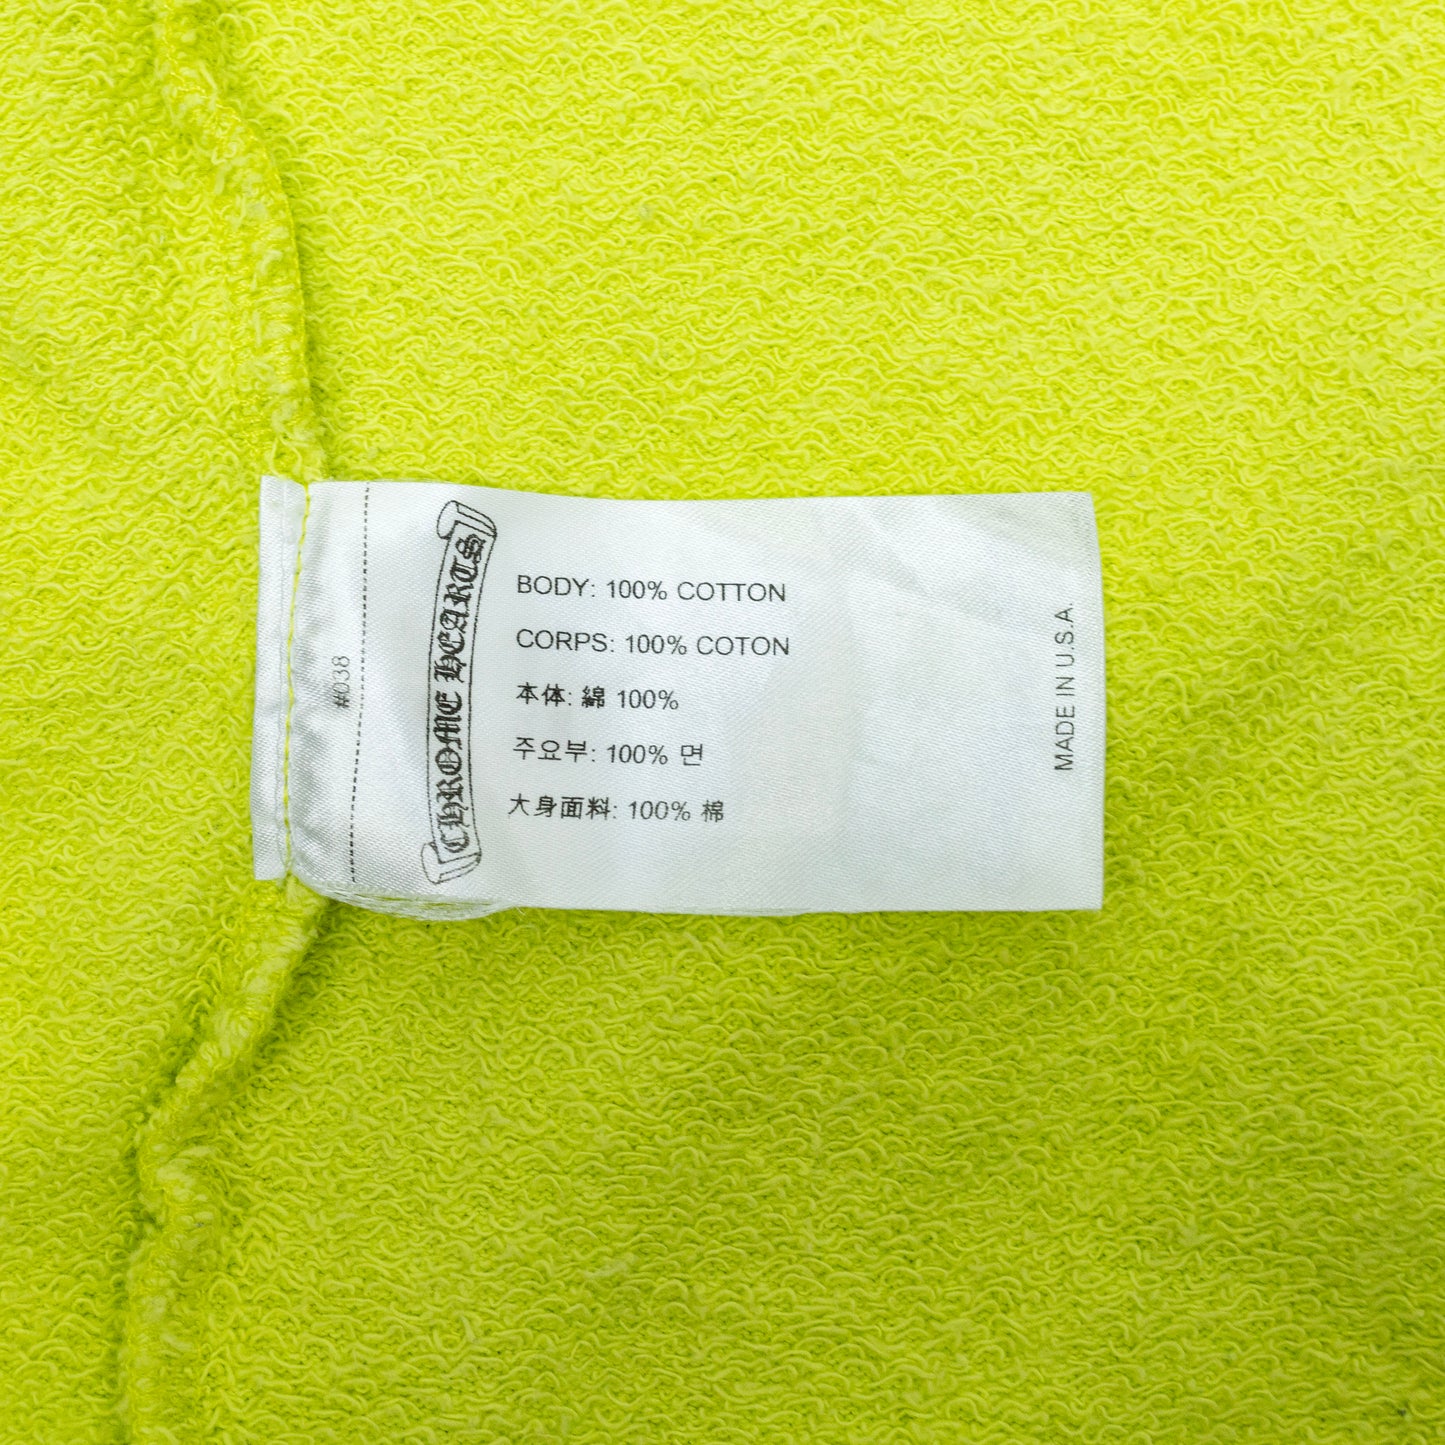 #038
CHROME HEARTS
BODY: 100% COTTON
CORPS: 100% COTON
本体: 綿 100%
주요부: 100% 면
大身面料: 100% 棉
MADE IN U.S.A.